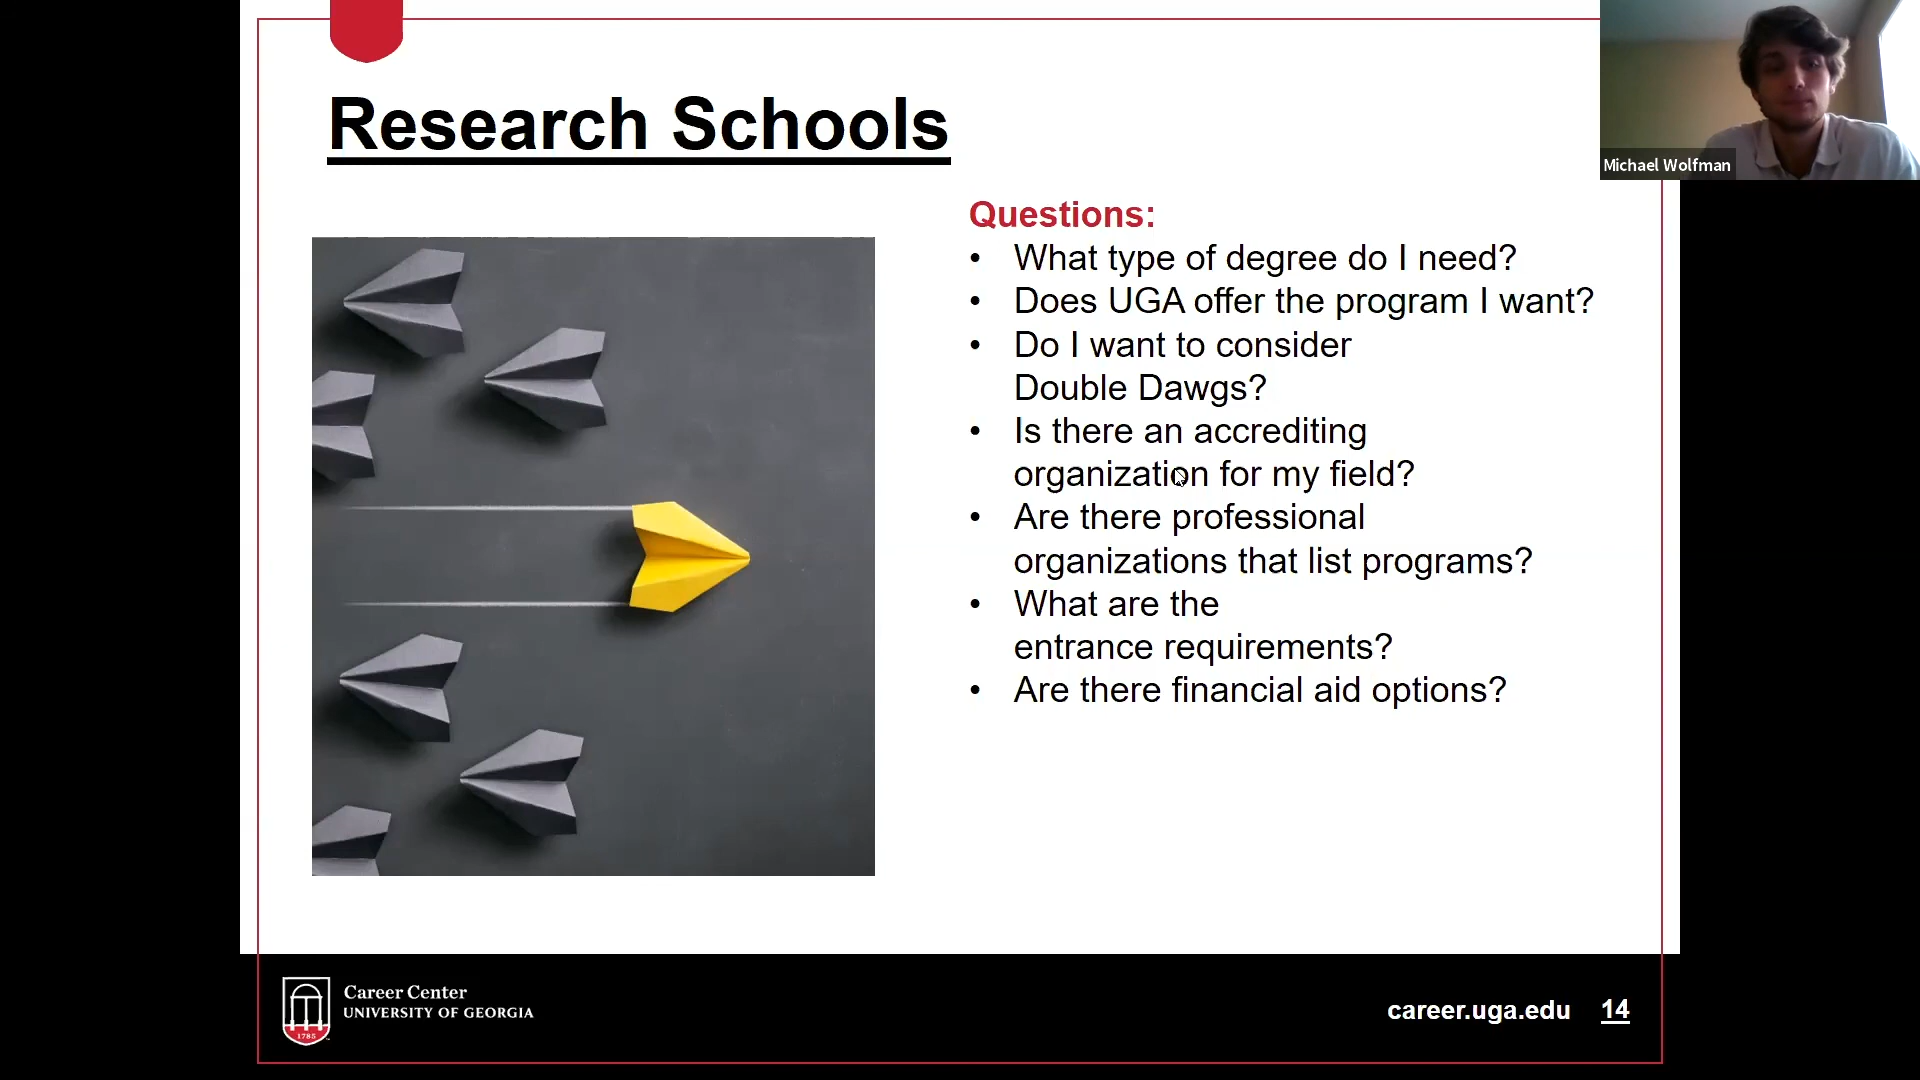 Research Schools
Michael Wolfman
Questions:
• What type of degree do I need?
• Does UGA offer the program I want?
• Do I want to consider
Double Dawgs?
• Is there an accrediting
organization for my field?
• Are there professional
organizations that list programs?
• What are the
entrance requirements?
• Are there financial aid options?
1785
Career Center
UNIVERSITY OF GEORGIA
career.uga.edu 14